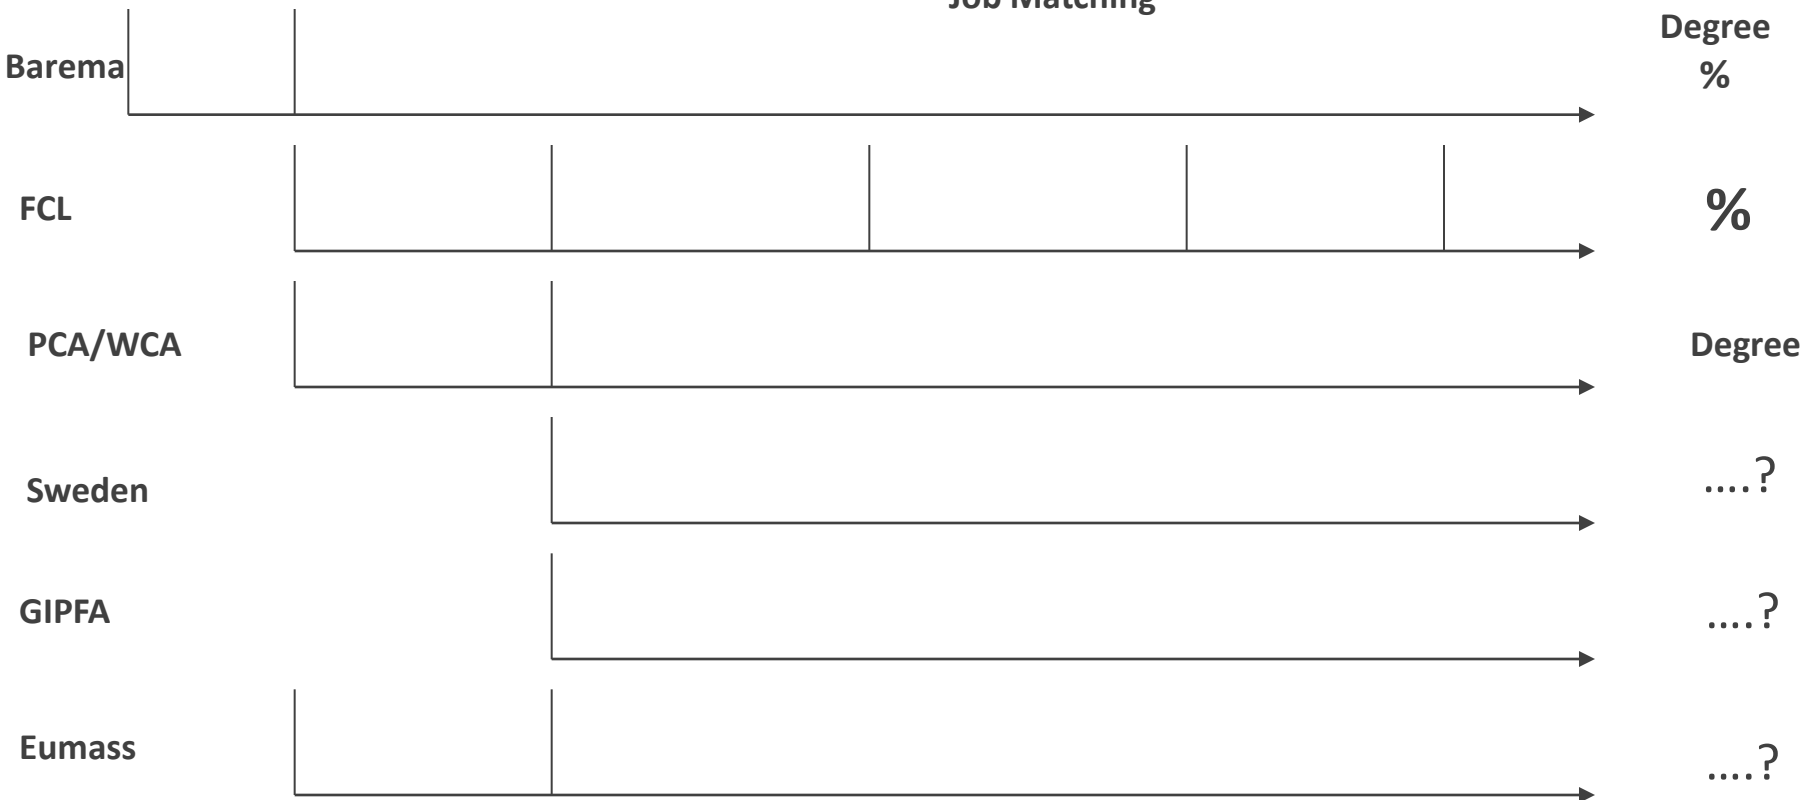 Job Matching
Degree
%
Barema
FCL
%
PCA/WCA
Degree
Sweden
....?
GIPFA
....?
Eumass
....?